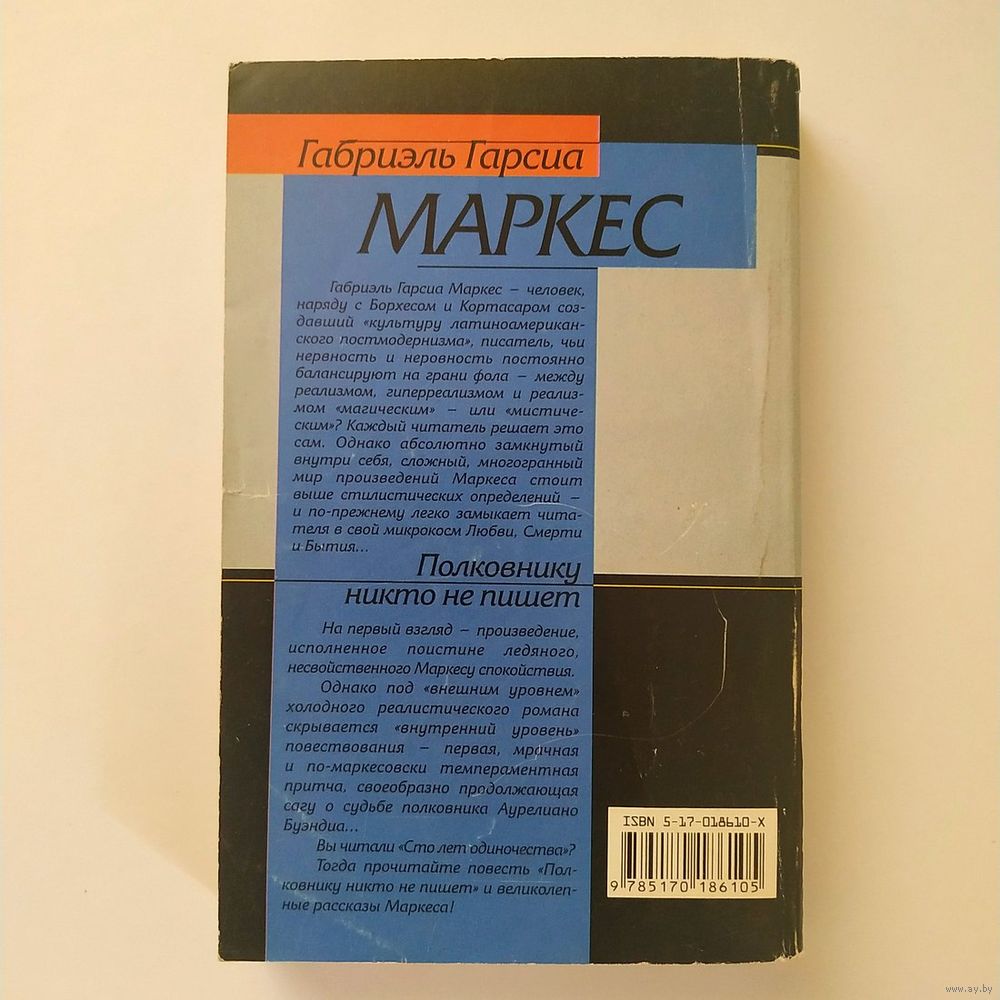 Габриэль Гарсиа
МАРКЕС
Габриэль Гарсиа Маркес – человек,
наряду с Борхесом и Кортасаром соз-
давший «культуру латиноамерикан-
ского постмодернизма», писатель, чьи
нервность и неровность постоянно
балансируют на грани фола – между
реализмом, гиперреализмом и реализ-
мом «магическим» – или «мистиче-
ским»? Каждый читатель решает это
сам. Однако абсолютно замкнутый
внутри себя, сложный, многогранный
мир произведений Маркеса стоит
выше стилистических определений –
и по-прежнему легко замыкает чита-
теля в свой микрокосм Любви, Смерти
и Бытия...
Полковнику
никто не пишет
На первый взгляд – произведение,
исполненное поистине ледяного,
несвойственного Маркесу спокойствия.
Однако под «внешним уровнем»
холодного реалистического романа
скрывается «внутренний уровень»
повествования – первая, мрачная
и по-маркесовски темпераментная
притча, своеобразно продолжающая
сагу о судьбе полковника Аурелиано
Буэндиа...
Вы читали «Сто лет одиночества»?
Тогда прочитайте повесть «Пол-
ковнику никто не пишет» и великолеп-
ные рассказы Маркеса!
ISBN 5-17-018610-X
9 785170 186105
www.ay.by